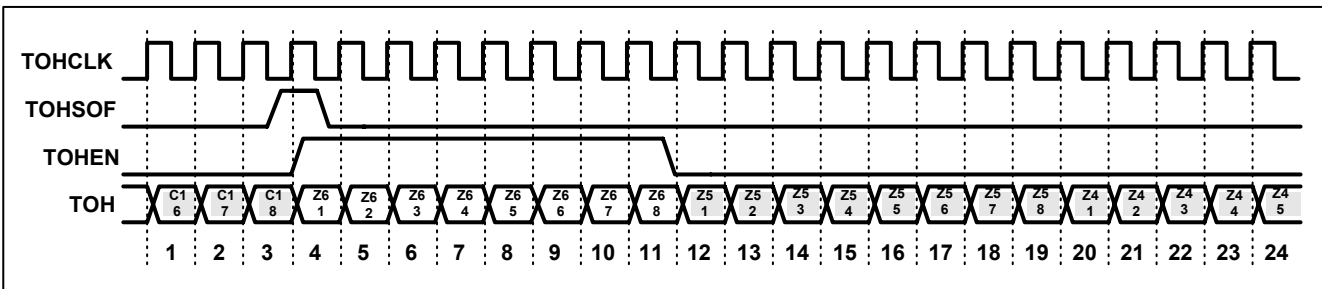 TOHCLK
TOHSOF
TOHEN
TOH
C1 C1 C1 Z6 Z6 Z6 Z6 Z6 Z6 Z6 Z6 Z5 Z5 Z5 Z5 Z5 Z5 Z5 Z5 Z4 Z4 Z4 Z4 Z4
6 7 8 1 2 3 4 5 6 7 8 1 2 3 4 5 6 7 8 1 2 3 4 5
1 2 3 4 5 6 7 8 9 10 11 12 13 14 15 16 17 18 19 20 21 22 23 24